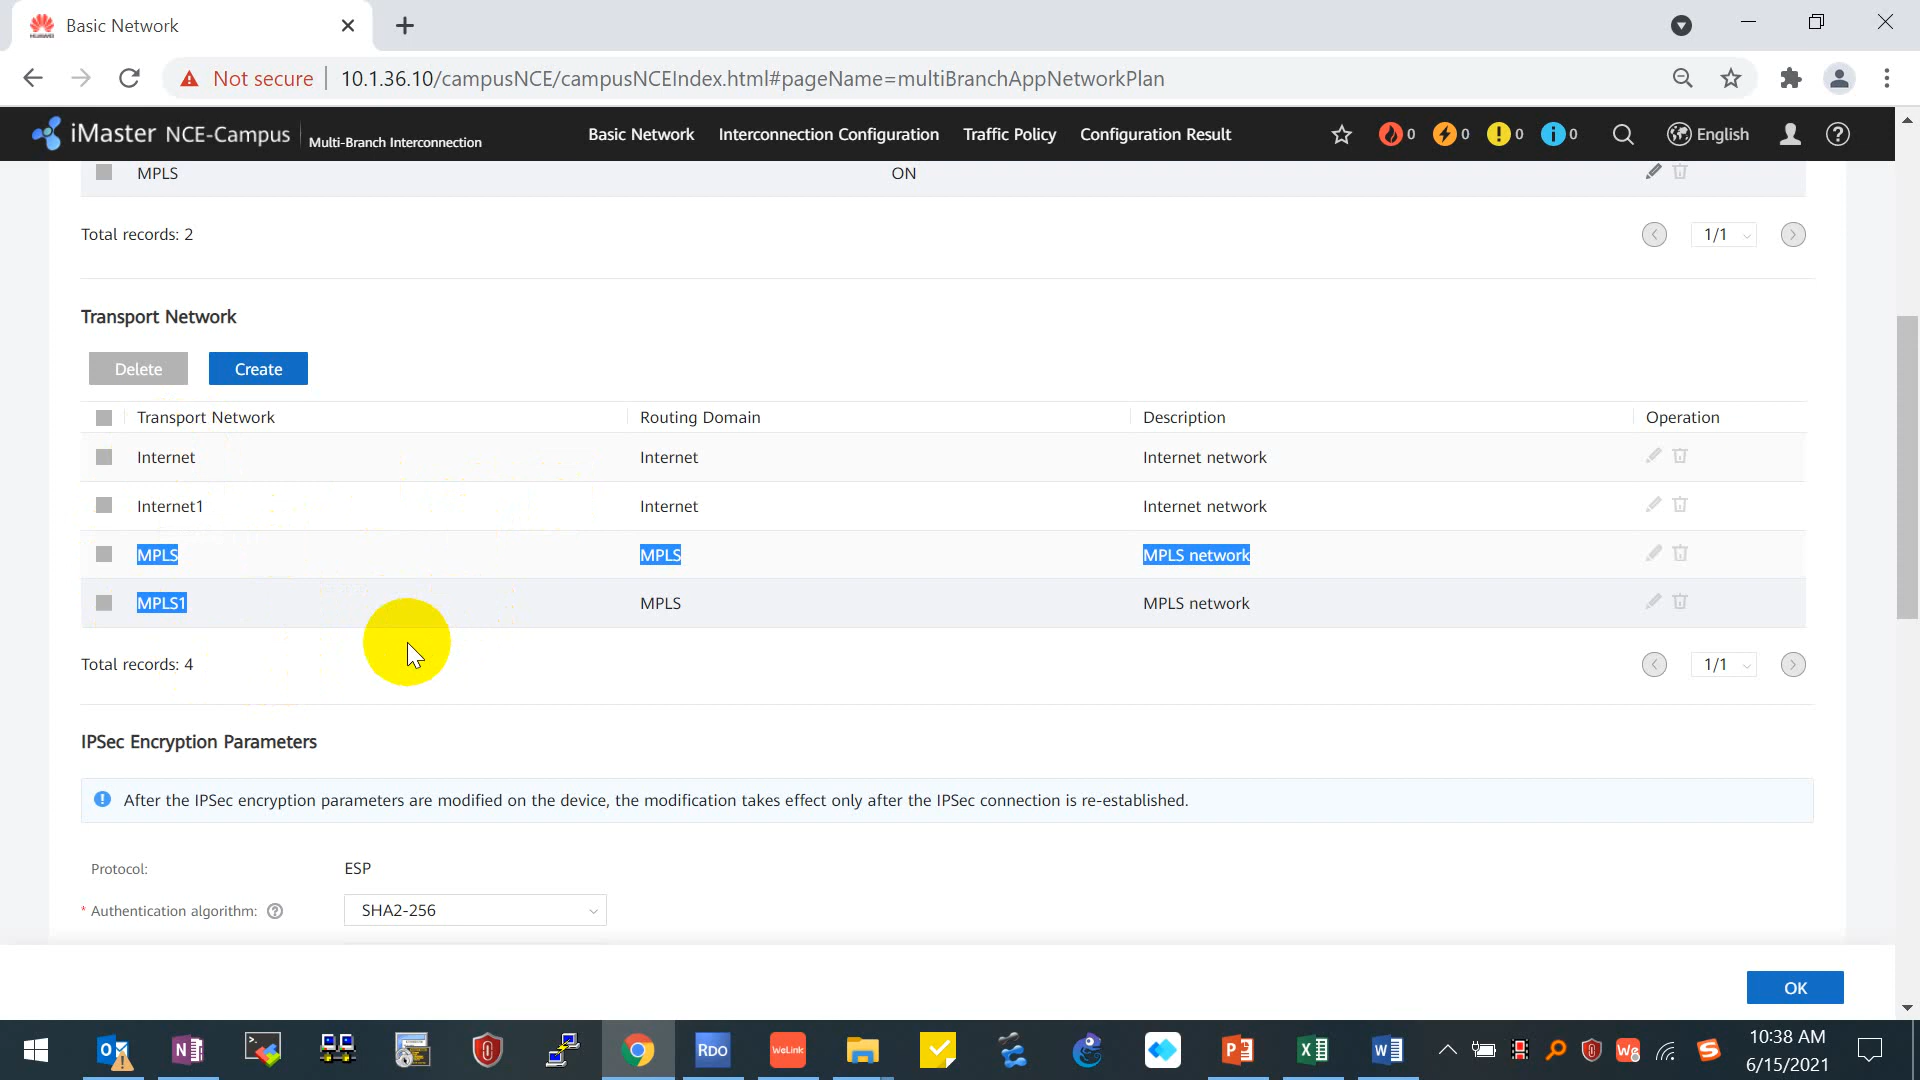 Basic Network
Not secure
10.1.36.10/campusNCE/campusNCEIndex.html#pageName=multiBranchAppNetworkPlan
HUAWEI
iMaster NCE-Campus
Multi-Branch Interconnection
Basic Network
Interconnection Configuration
Traffic Policy
Configuration Result
0
0
0
0
English
MPLS
ON
Total records: 2
1/1
Transport Network
Delete
Create
Transport Network
Routing Domain
Description
Operation
Internet
Internet
Internet network
Internet1
Internet
Internet network
MPLS
MPLS
MPLS network
MPLS1
MPLS
MPLS network
Total records: 4
1/1
IPSec Encryption Parameters
After the IPSec encryption parameters are modified on the device, the modification takes effect only after the IPSec connection is re-established.
Protocol:
ESP
* Authentication algorithm:
SHA2-256
OK
RDO
WeLink
10:38 AM
6/15/2021